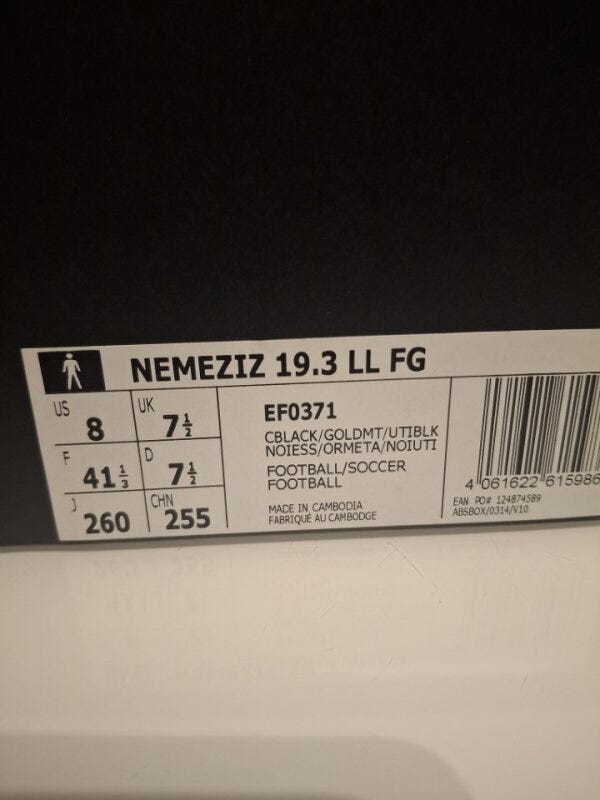 NEMEZIZ 19.3 LL FG
US 8 UK 7½
F 41⅓ D 7½
J 260 CHN 255
EF0371
CBLACK/GOLDMT/UTIBLK
NOIESS/ORMETA/NOIUTI
FOOTBALL/SOCCER
FOOTBALL
MADE IN CAMBODIA
FABRIQUÉ AU CAMBODGE
4 061622 615986
EAN PO# 124874589
ABSBOX/0314/V10